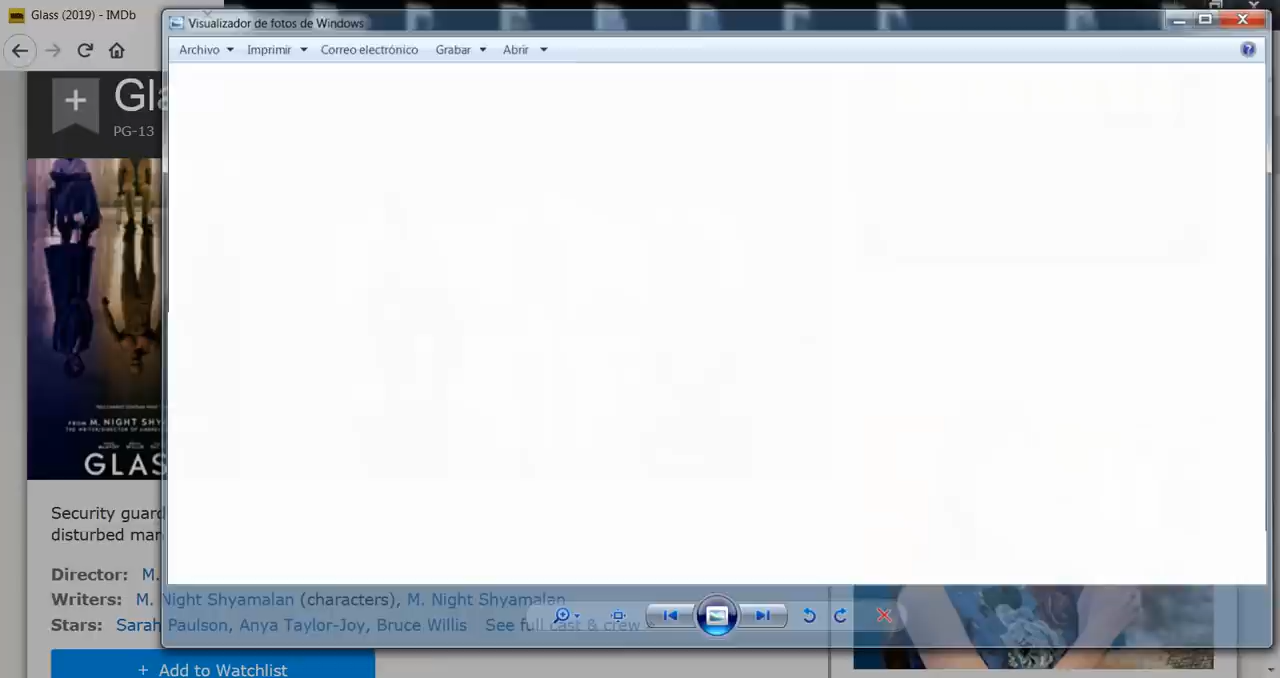 Glass (2019) - IMDb
Visualizador de fotos de Windows
Archivo Imprimir Correo electrónico Grabar Abrir
Gla
PG-13
FROM M. NIGHT SHY
GLAS
Security guard
disturbed mar
Director: M.
Writers: M. Night Shyamalan (characters), M. Night Shyamalan
Stars: Sarah Paulson, Anya Taylor-Joy, Bruce Willis See full cast & crew
+ Add to Watchlist